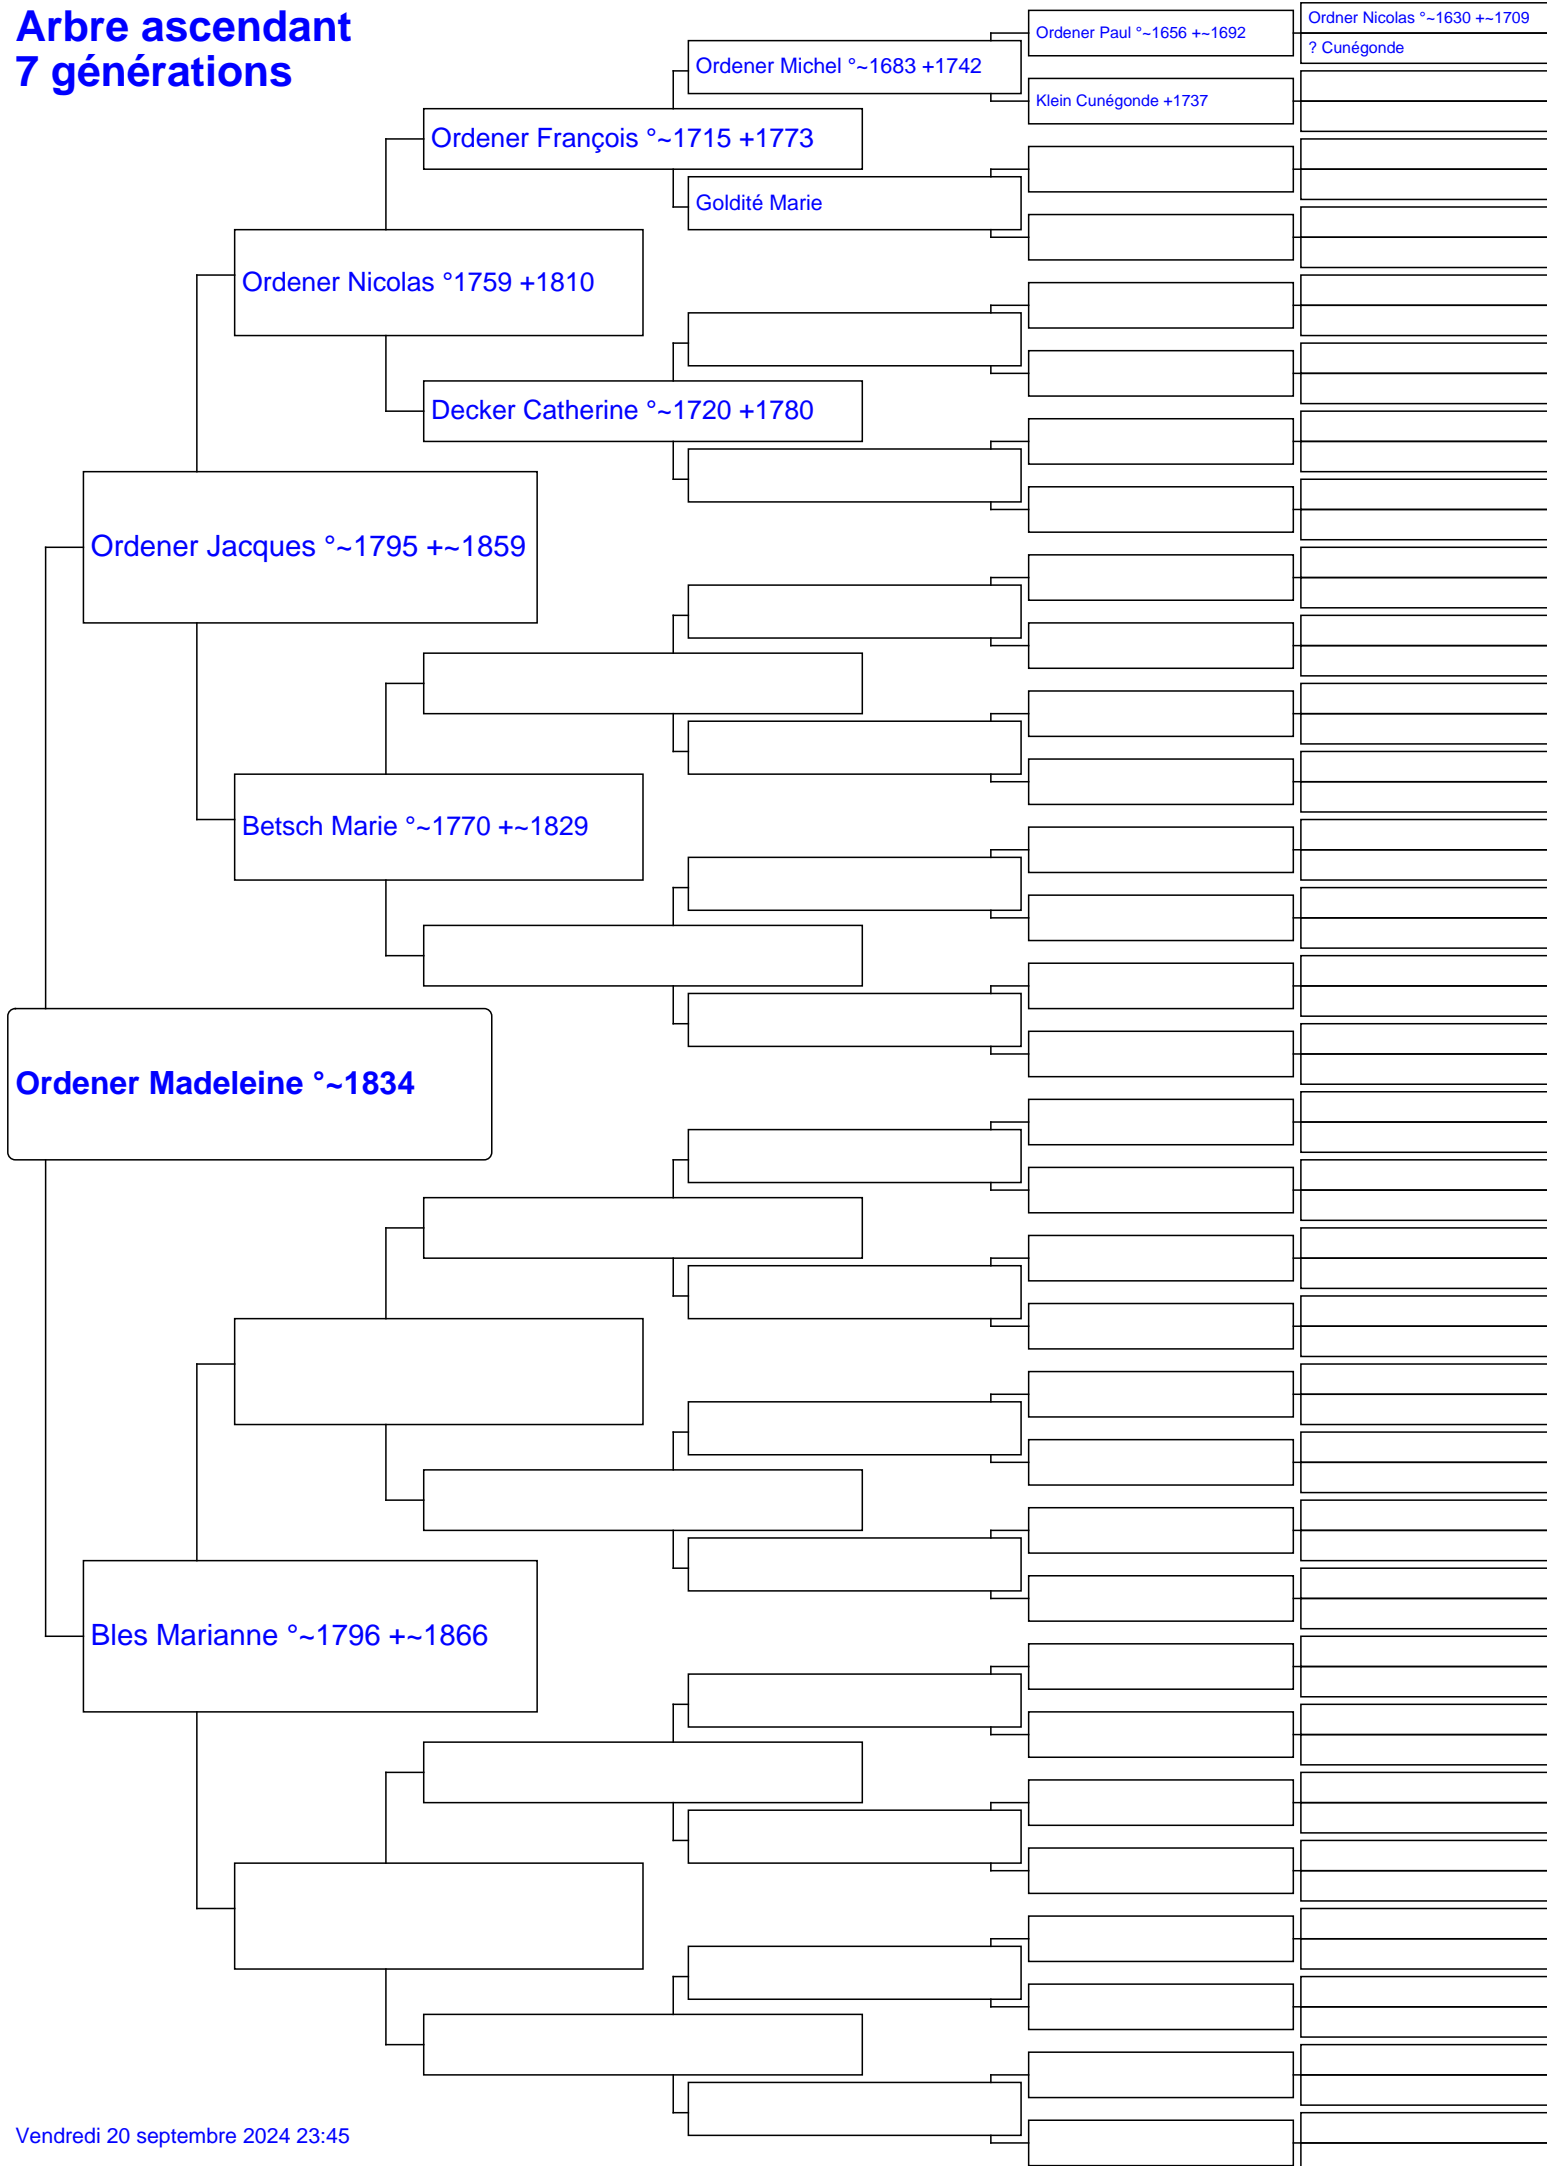 Arbre ascendant
7 générations
Ordner Nicolas °~1630 +~1709
Ordener Paul °~1656 +~1692
? Cunégonde
Ordener Michel °~1683 +1742
Klein Cunégonde +1737
Ordener François °~1715 +1773
Goldité Marie
Ordener Nicolas °1759 +1810
Decker Catherine °~1720 +1780
Ordener Jacques °~1795 +~1859
Betsch Marie °~1770 +~1829
Ordener Madeleine °~1834
Bles Marianne °~1796 +~1866
Vendredi 20 septembre 2024 23:45